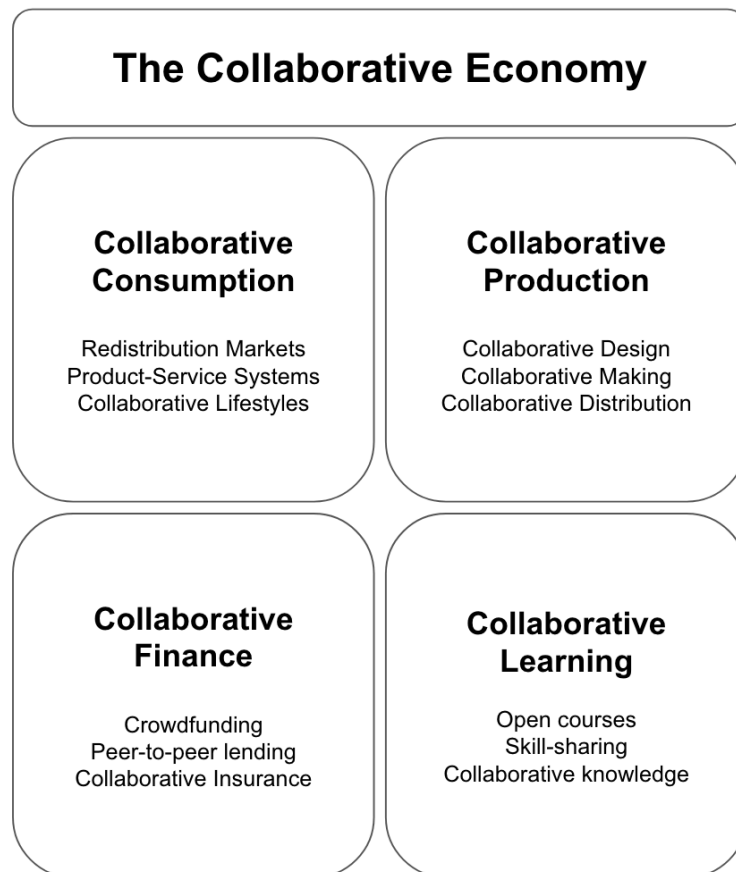 The Collaborative Economy
Collaborative
Consumption
Redistribution Markets
Product-Service Systems
Collaborative Lifestyles
Collaborative
Production
Collaborative Design
Collaborative Making
Collaborative Distribution
Collaborative
Finance
Crowdfunding
Peer-to-peer lending
Collaborative Insurance
Collaborative
Learning
Open courses
Skill-sharing
Collaborative knowledge